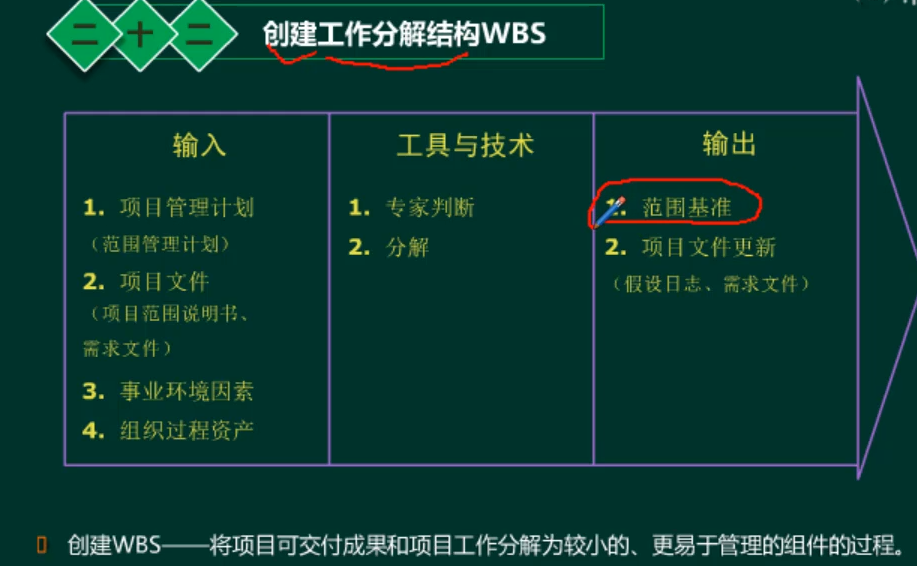 二十二
创建工作分解结构WBS
输入
1. 项目管理计划
（范围管理计划）
2. 项目文件
（项目范围说明书、
需求文件）
3. 事业环境因素
4. 组织过程资产
工具与技术
1. 专家判断
2. 分解
输出
1. 范围基准
2. 项目文件更新
（假设日志、需求文件）
创建WBS——将项目可交付成果和项目工作分解为较小的、更易于管理的组件的过程。